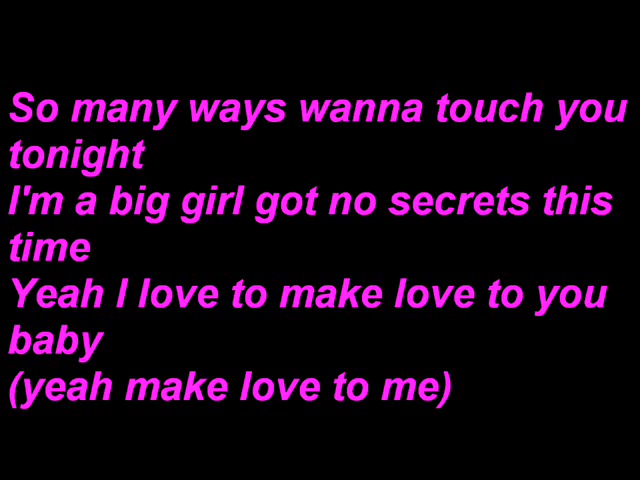 So many ways wanna touch you
tonight
I'm a big girl got no secrets this
time
Yeah I love to make love to you
baby
(yeah make love to me)